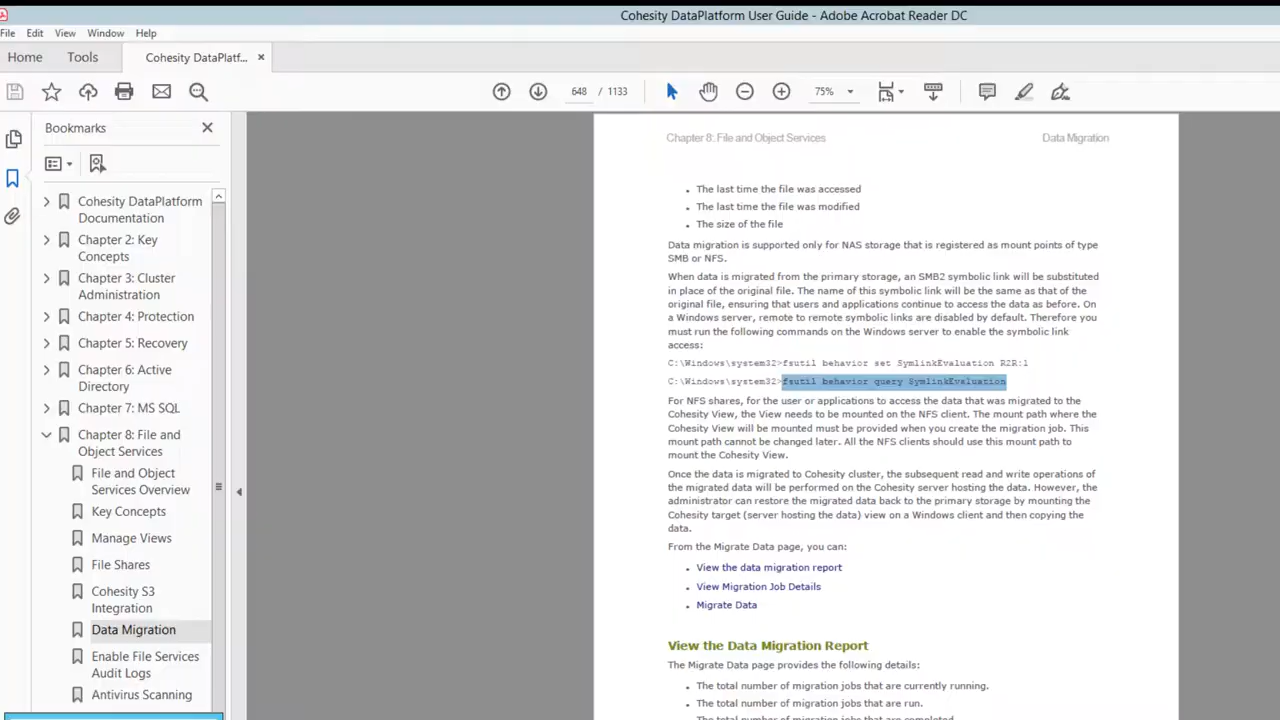 Cohesity DataPlatform User Guide - Adobe Acrobat Reader DC
File Edit View Window Help
Home Tools Cohesity DataPlatf... ×
648 / 1133 75%
Bookmarks
Cohesity DataPlatform
Documentation
Chapter 2: Key
Concepts
Chapter 3: Cluster
Administration
Chapter 4: Protection
Chapter 5: Recovery
Chapter 6: Active
Directory
Chapter 7: MS SQL
Chapter 8: File and
Object Services
File and Object
Services Overview
Key Concepts
Manage Views
File Shares
Cohesity S3
Integration
Data Migration
Enable File Services
Audit Logs
Antivirus Scanning
Chapter 8: File and Object Services Data Migration
• The last time the file was accessed
• The last time the file was modified
• The size of the file
Data migration is supported only for NAS storage that is registered as mount points of type
SMB or NFS.
When data is migrated from the primary storage, an SMB2 symbolic link will be substituted
in place of the original file. The name of this symbolic link will be the same as that of the
original file, ensuring that users and applications continue to access the data as before. On
a Windows server, remote to remote symbolic links are disabled by default. Therefore you
must run the following commands on the Windows server to enable the symbolic link
access:
C:\Windows\system32>fsutil behavior set SymlinkEvaluation R2R:1
C:\Windows\system32>fsutil behavior query SymlinkEvaluation
For NFS shares, for the user or applications to access the data that was migrated to the
Cohesity View, the View needs to be mounted on the NFS client. The mount path where the
Cohesity View will be mounted must be provided when you create the migration job. This
mount path cannot be changed later. All the NFS clients should use this mount path to
mount the Cohesity View.
Once the data is migrated to Cohesity cluster, the subsequent read and write operations of
the migrated data will be performed on the Cohesity server hosting the data. However, the
administrator can restore the migrated data back to the primary storage by mounting the
Cohesity target (server hosting the data) view on a Windows client and then copying the
data.
From the Migrate Data page, you can:
• View the data migration report
• View Migration Job Details
• Migrate Data
View the Data Migration Report
The Migrate Data page provides the following details:
• The total number of migration jobs that are currently running.
• The total number of migration jobs that are run.
The total number of migration jobs that are completed